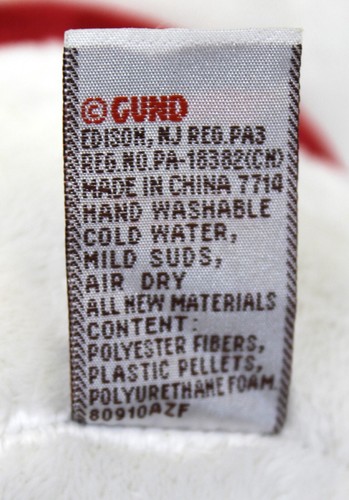 © GUND
EDISON, NJ REG.PA3
REG.NO.PA-18382(CN)
MADE IN CHINA 7714
HAND WASHABLE
COLD WATER,
MILD SUDS,
AIR DRY
ALL NEW MATERIALS
CONTENT:
POLYESTER FIBERS,
PLASTIC PELLETS,
POLYURETHANE FOAM.
80910AZF